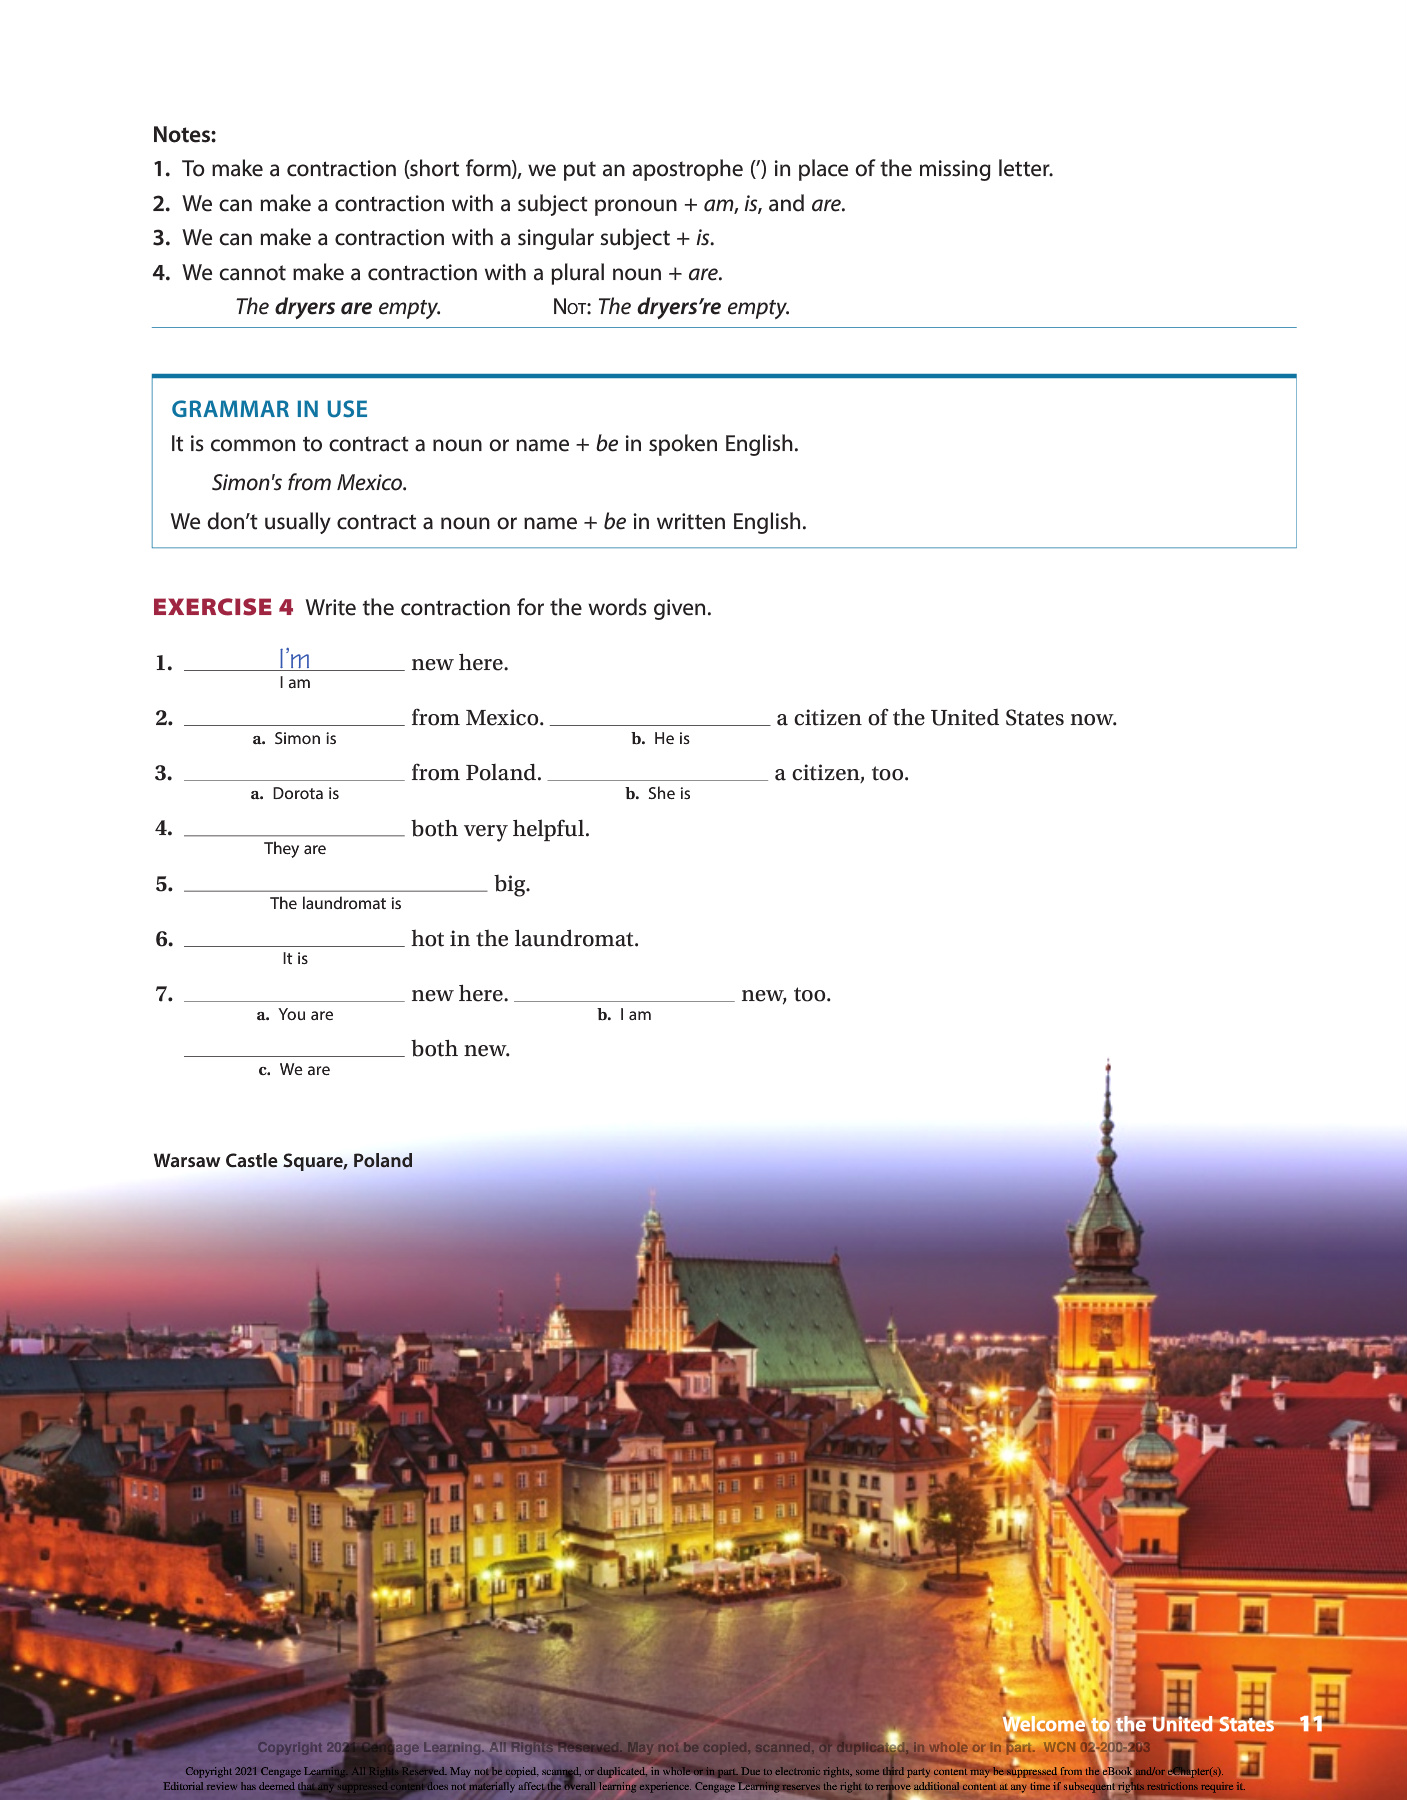 Notes:
1. To make a contraction (short form), we put an apostrophe (’) in place of the missing letter.
2. We can make a contraction with a subject pronoun + am, is, and are.
3. We can make a contraction with a singular subject + is.
4. We cannot make a contraction with a plural noun + are.
The dryers are empty. NOT: The dryers’re empty.
GRAMMAR IN USE
It is common to contract a noun or name + be in spoken English.
Simon's from Mexico.
We don’t usually contract a noun or name + be in written English.
EXERCISE 4 Write the contraction for the words given.
1. I’m new here.
I am
2. from Mexico. a citizen of the United States now.
a. Simon is b. He is
3. from Poland. a citizen, too.
a. Dorota is b. She is
4. both very helpful.
They are
5. big.
The laundromat is
6. hot in the laundromat.
It is
7. new here. new, too.
a. You are b. I am
both new.
c. We are
Warsaw Castle Square, Poland
Welcome to the United States 11
Copyright 2021 Cengage Learning. All Rights Reserved. May not be copied, scanned, or duplicated, in whole or in part. WCN 02-200-203
Copyright 2021 Cengage Learning. All Rights Reserved. May not be copied, scanned, or duplicated, in whole or in part. Due to electronic rights, some third party content may be suppressed from the eBook and/or eChapter(s).
Editorial review has deemed that any suppressed content does not materially affect the overall learning experience. Cengage Learning reserves the right to remove additional content at any time if subsequent rights restrictions require it.